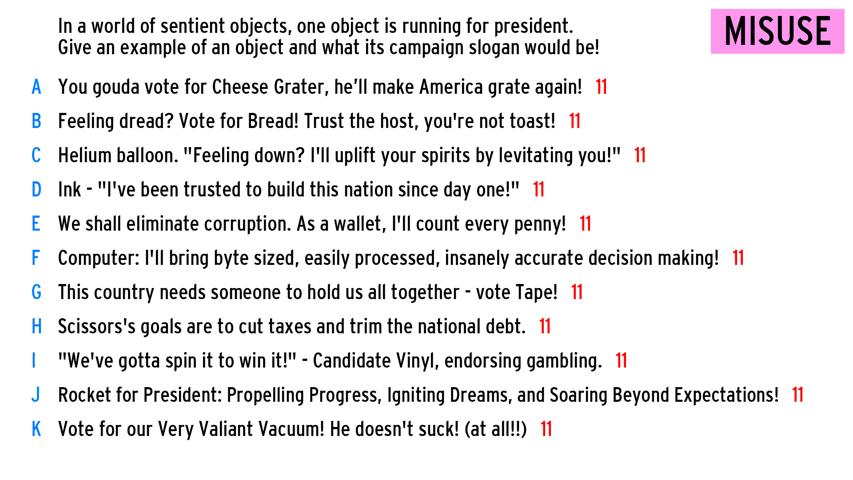 In a world of sentient objects, one object is running for president.
Give an example of an object and what its campaign slogan would be!
MISUSE
A You gouda vote for Cheese Grater, he’ll make America grate again! 11
B Feeling dread? Vote for Bread! Trust the host, you're not toast! 11
C Helium balloon. "Feeling down? I'll uplift your spirits by levitating you!" 11
D Ink - "I've been trusted to build this nation since day one!" 11
E We shall eliminate corruption. As a wallet, I'll count every penny! 11
F Computer: I'll bring byte sized, easily processed, insanely accurate decision making! 11
G This country needs someone to hold us all together - vote Tape! 11
H Scissors's goals are to cut taxes and trim the national debt. 11
I "We've gotta spin it to win it!" - Candidate Vinyl, endorsing gambling. 11
J Rocket for President: Propelling Progress, Igniting Dreams, and Soaring Beyond Expectations! 11
K Vote for our Very Valiant Vacuum! He doesn't suck! (at all!!) 11